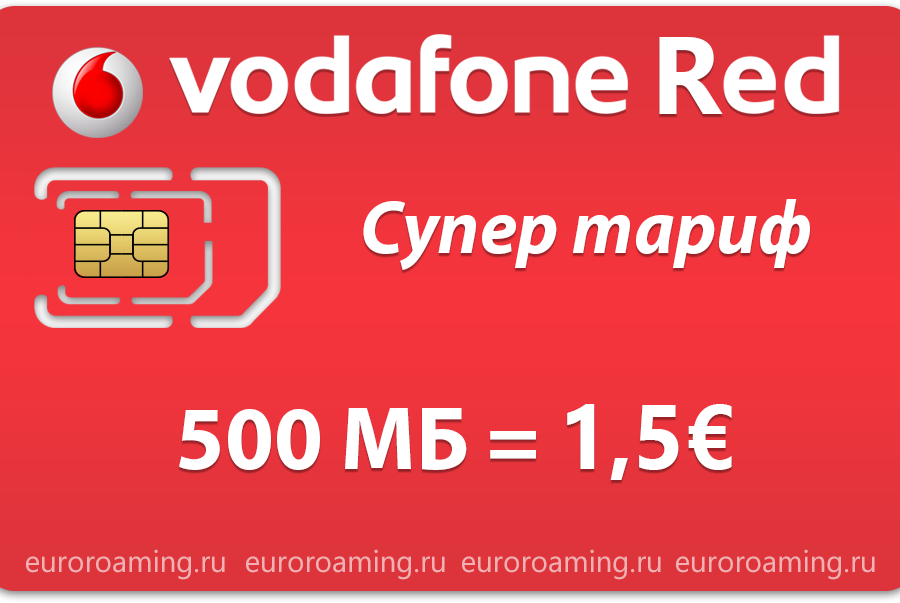 vodafone Red
Супер тариф
500 МБ = 1,5€
euroroaming.ru euroroaming.ru euroroaming.ru euroroaming.ru